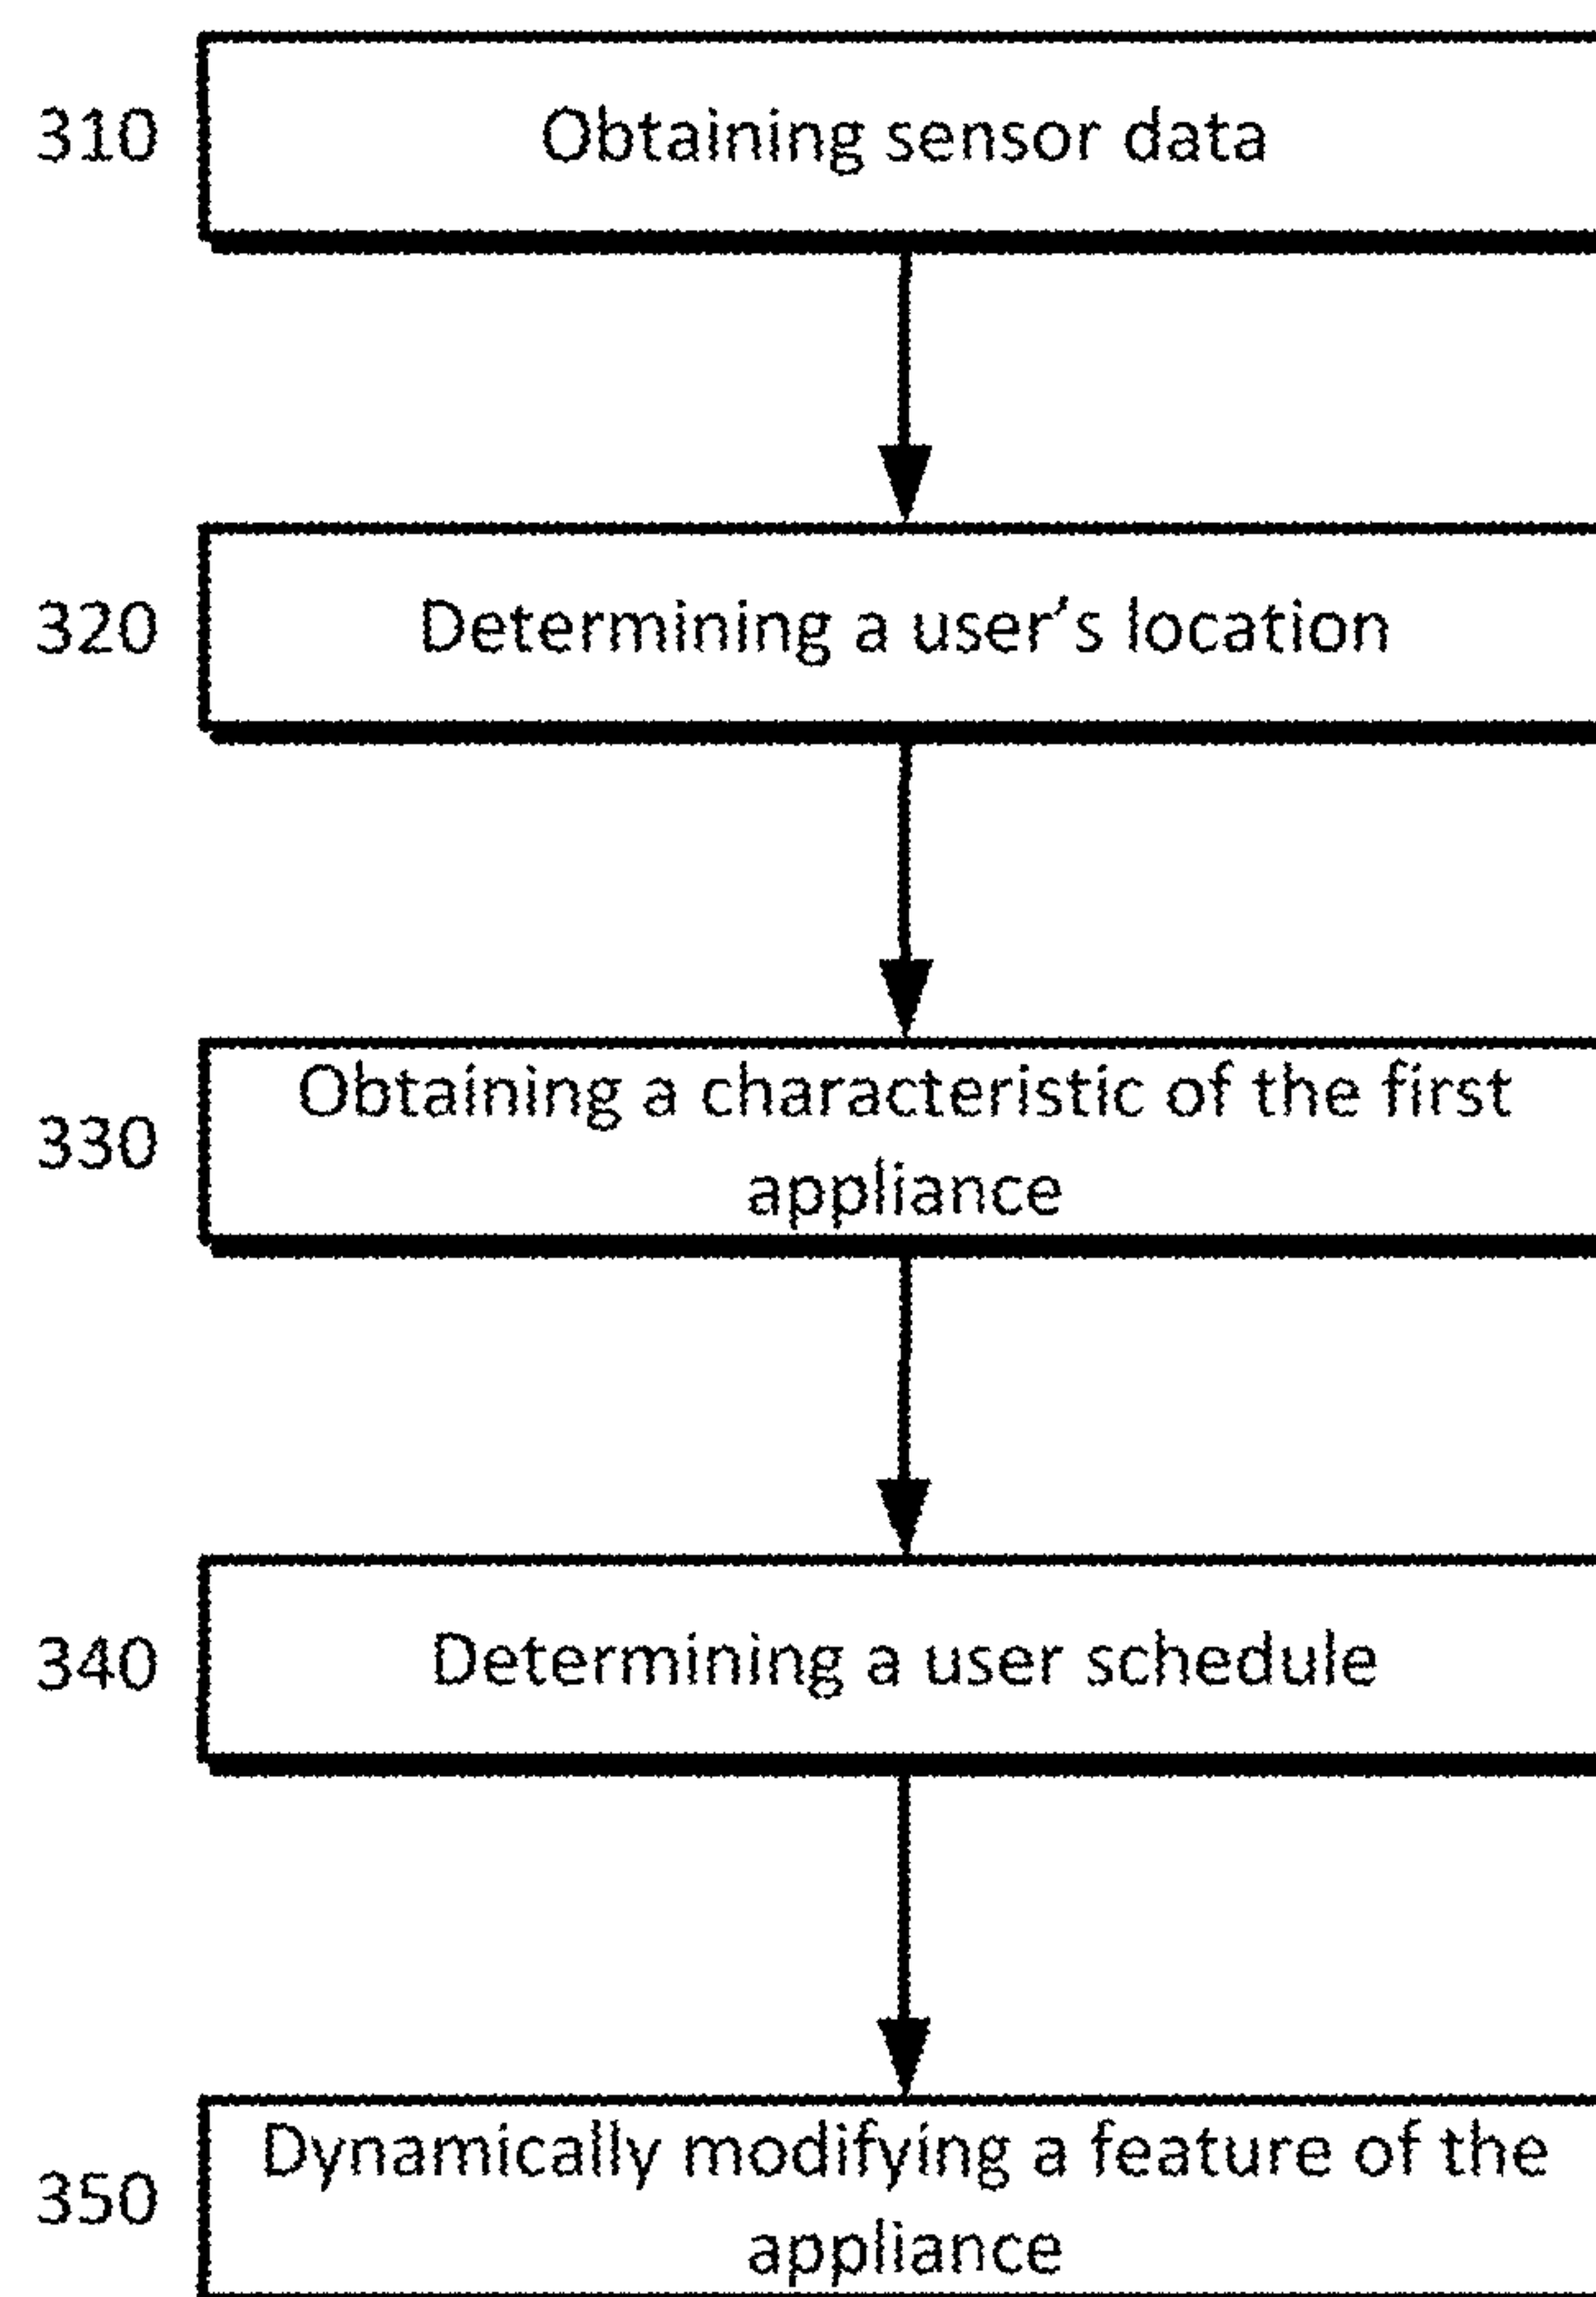 310
Obtaining sensor data
320
Determining a user's location
330
Obtaining a characteristic of the first
appliance
340
Determining a user schedule
350
Dynamically modifying a feature of the
appliance